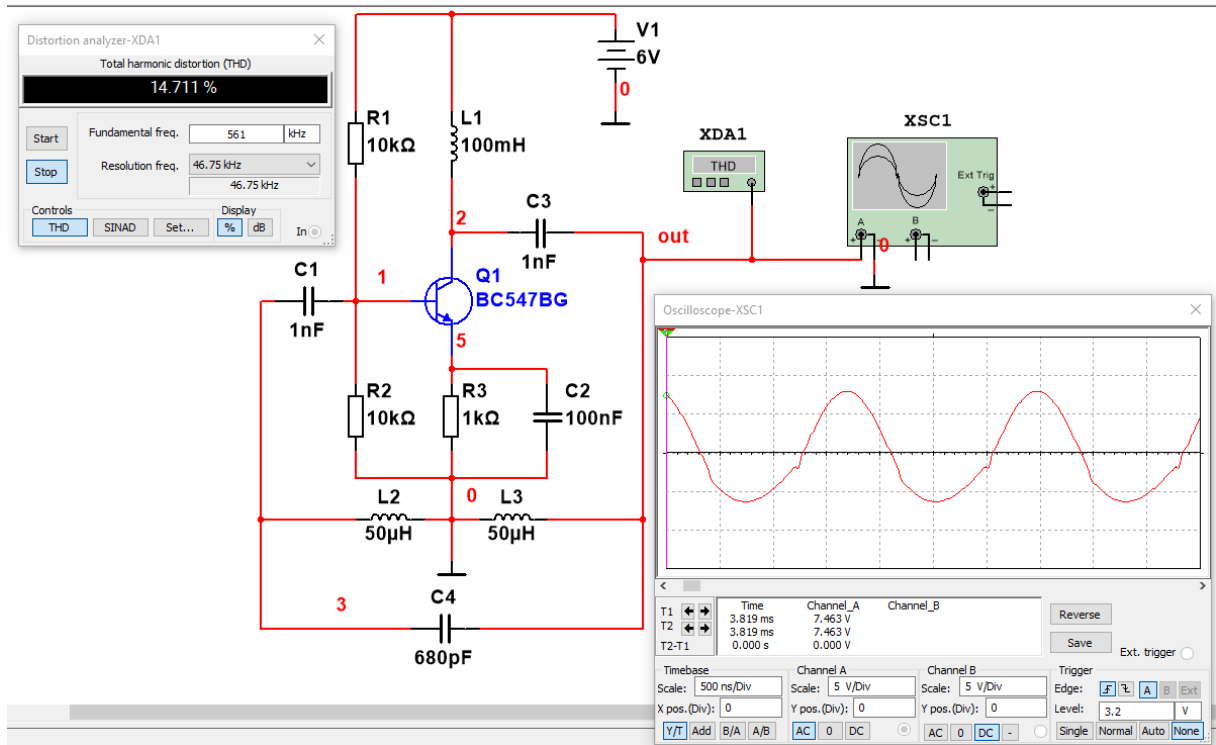 Distortion analyzer-XDA1
Total harmonic distortion (THD)
14.711 %
Start
Stop
Fundamental freq.
561
kHz
Resolution freq.
46.75 kHz
46.75 kHz
Controls
THD
SINAD
Set...
Display
%
dB
In
V1
6V
0
R1
10kΩ
L1
100mH
XDA1
THD
XSC1
Ext Trig
+
−
A
B
+
−
+
−
0
2
C3
1nF
out
C1
1nF
1
Q1
BC547BG
5
R2
10kΩ
R3
1kΩ
C2
100nF
0
L2
50µH
L3
50µH
3
C4
680pF
Oscilloscope-XSC1
T1
T2
T2-T1
Time
Channel_A
Channel_B
3.819 ms
7.463 V
3.819 ms
7.463 V
0.000 s
0.000 V
Reverse
Save
Ext. trigger
Timebase
Scale:
500 ns/Div
X pos.(Div):
0
Y/T
Add
B/A
A/B
Channel A
Scale:
5 V/Div
Y pos.(Div):
0
AC
0
DC
Channel B
Scale:
5 V/Div
Y pos.(Div):
0
AC
0
DC
-
Trigger
Edge:
A
B
Ext
Level:
3.2
V
Single
Normal
Auto
None